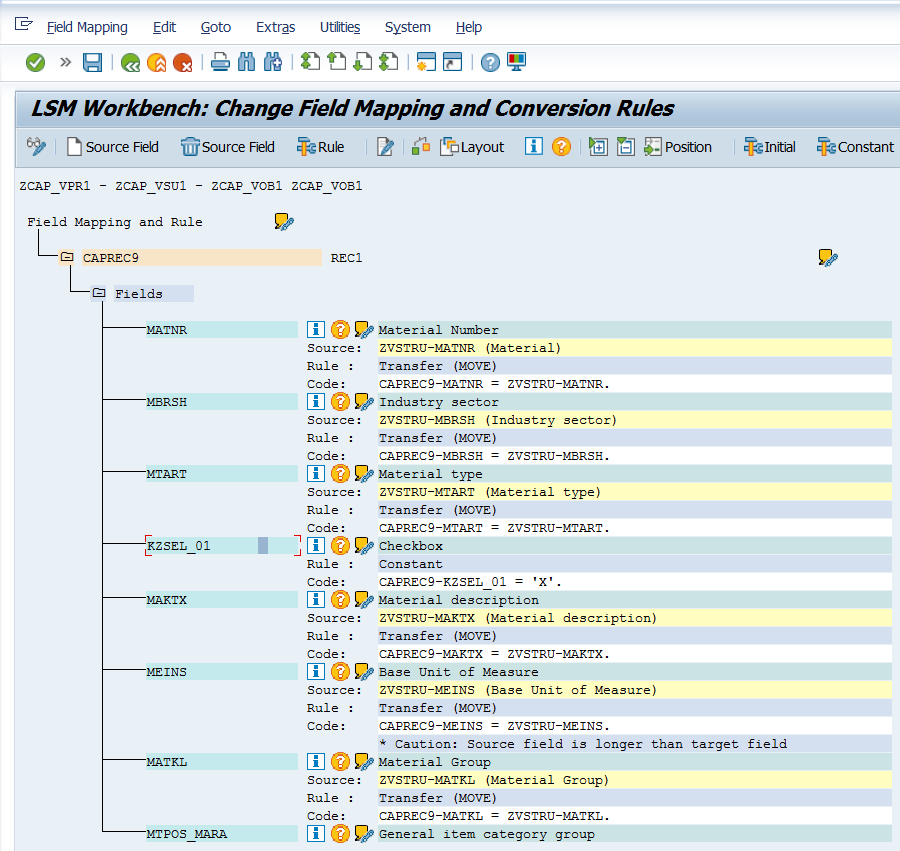 Field Mapping Edit Goto Extras Utilities System Help
LSM Workbench: Change Field Mapping and Conversion Rules
Source Field Source Field Rule Layout Position Initial Constant
ZCAP_VPR1 - ZCAP_VSU1 - ZCAP_VOB1 ZCAP_VOB1
Field Mapping and Rule
CAPREC9 REC1
Fields
MATNR Material Number
Source: ZVSTRU-MATNR (Material)
Rule : Transfer (MOVE)
Code: CAPREC9-MATNR = ZVSTRU-MATNR.
MBRSH Industry sector
Source: ZVSTRU-MBRSH (Industry sector)
Rule : Transfer (MOVE)
Code: CAPREC9-MBRSH = ZVSTRU-MBRSH.
MTART Material type
Source: ZVSTRU-MTART (Material type)
Rule : Transfer (MOVE)
Code: CAPREC9-MTART = ZVSTRU-MTART.
KZSEL_01 Checkbox
Rule : Constant
Code: CAPREC9-KZSEL_01 = 'X'.
MAKTX Material description
Source: ZVSTRU-MAKTX (Material description)
Rule : Transfer (MOVE)
Code: CAPREC9-MAKTX = ZVSTRU-MAKTX.
MEINS Base Unit of Measure
Source: ZVSTRU-MEINS (Base Unit of Measure)
Rule : Transfer (MOVE)
Code: CAPREC9-MEINS = ZVSTRU-MEINS.
* Caution: Source field is longer than target field
MATKL Material Group
Source: ZVSTRU-MATKL (Material Group)
Rule : Transfer (MOVE)
Code: CAPREC9-MATKL = ZVSTRU-MATKL.
MTPOS_MARA General item category group